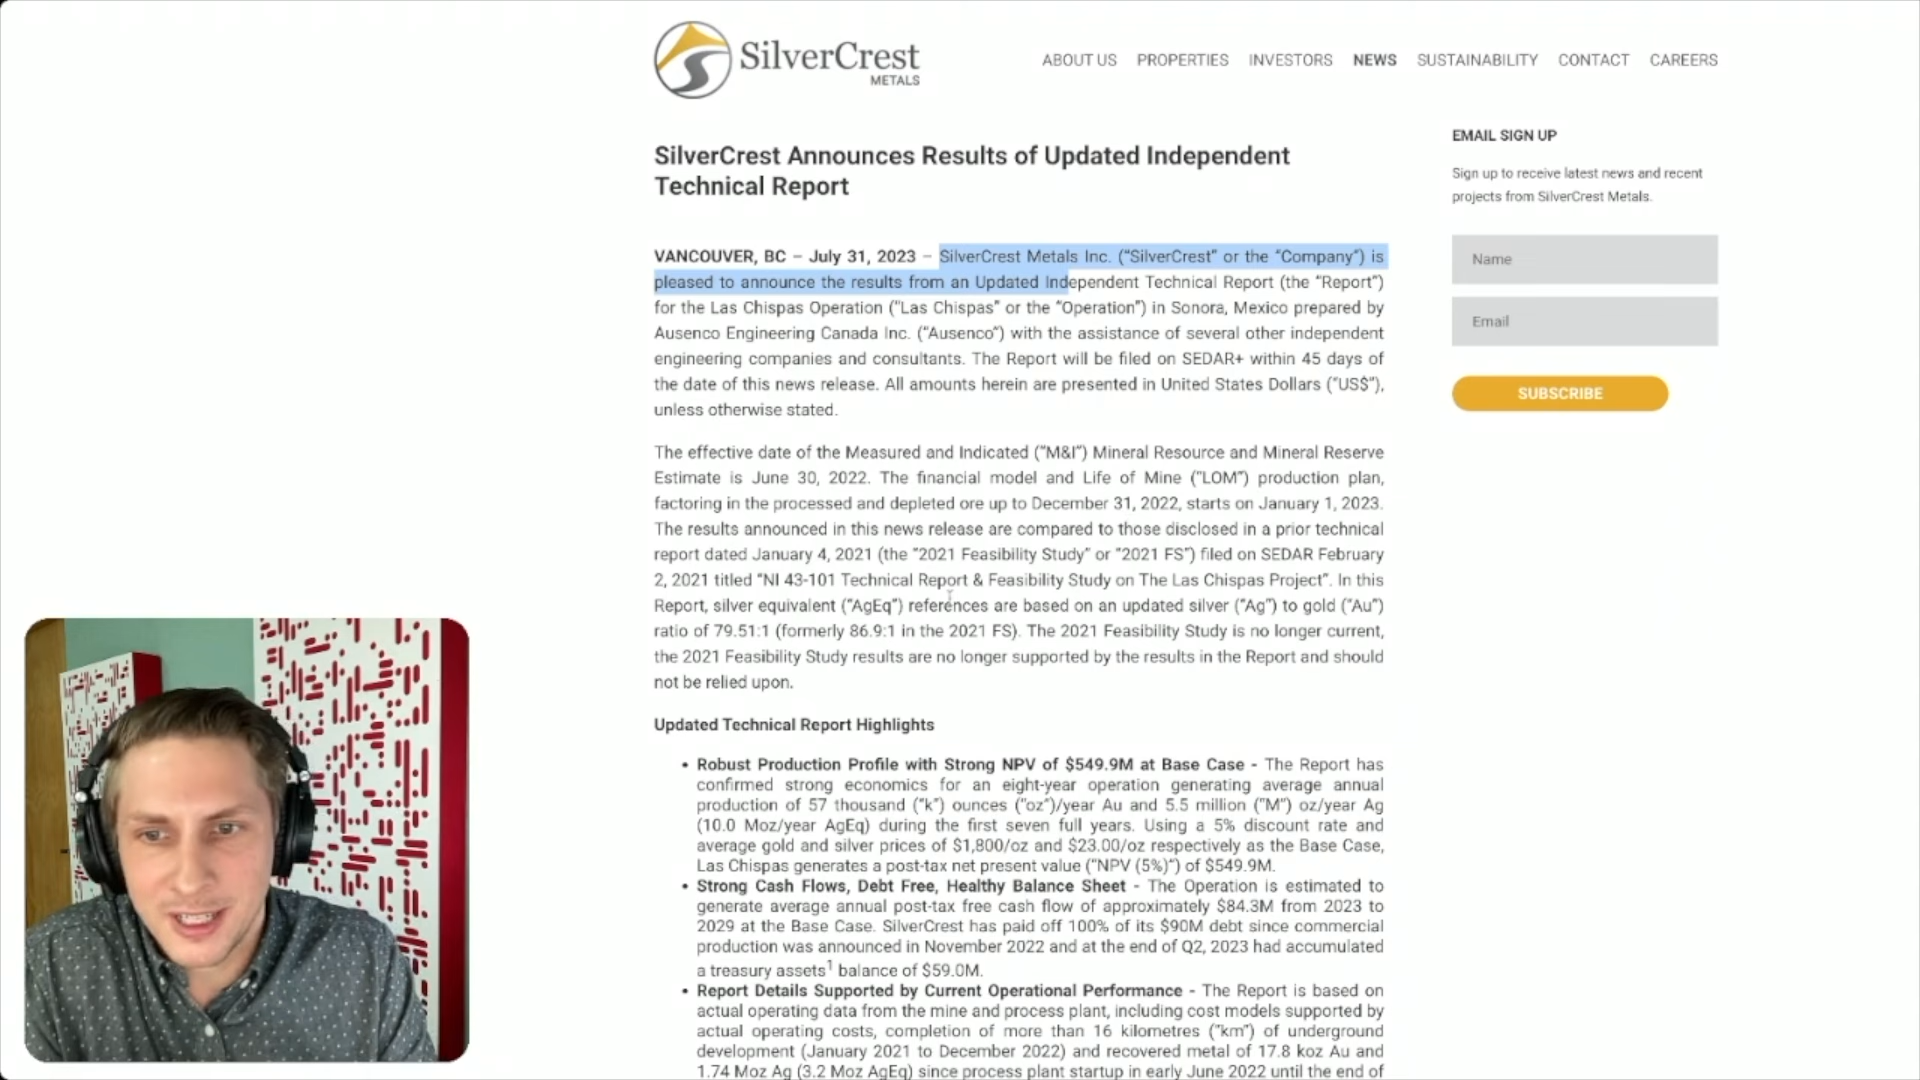 SilverCrest
METALS
ABOUT US PROPERTIES INVESTORS NEWS SUSTAINABILITY CONTACT CAREERS
SilverCrest Announces Results of Updated Independent
Technical Report
VANCOUVER, BC – July 31, 2023 – SilverCrest Metals Inc. (“SilverCrest” or the “Company”) is
pleased to announce the results from an Updated Independent Technical Report (the “Report”)
for the Las Chispas Operation (“Las Chispas” or the “Operation”) in Sonora, Mexico prepared by
Ausenco Engineering Canada Inc. (“Ausenco”) with the assistance of several other independent
engineering companies and consultants. The Report will be filed on SEDAR+ within 45 days of
the date of this news release. All amounts herein are presented in United States Dollars (“US$”),
unless otherwise stated.
The effective date of the Measured and Indicated (“M&I”) Mineral Resource and Mineral Reserve
Estimate is June 30, 2022. The financial model and Life of Mine (“LOM”) production plan,
factoring in the processed and depleted ore up to December 31, 2022, starts on January 1, 2023.
The results announced in this news release are compared to those disclosed in a prior technical
report dated January 4, 2021 (the “2021 Feasibility Study” or “2021 FS”) filed on SEDAR February
2, 2021 titled “NI 43-101 Technical Report & Feasibility Study on The Las Chispas Project”. In this
Report, silver equivalent (“AgEq”) references are based on an updated silver (“Ag”) to gold (“Au”)
ratio of 79.51:1 (formerly 86.9:1 in the 2021 FS). The 2021 Feasibility Study is no longer current,
the 2021 Feasibility Study results are no longer supported by the results in the Report and should
not be relied upon.
Updated Technical Report Highlights
• Robust Production Profile with Strong NPV of $549.9M at Base Case - The Report has
confirmed strong economics for an eight-year operation generating average annual
production of 57 thousand (“k”) ounces (“oz”)/year Au and 5.5 million (“M”) oz/year Ag
(10.0 Moz/year AgEq) during the first seven full years. Using a 5% discount rate and
average gold and silver prices of $1,800/oz and $23.00/oz respectively as the Base Case,
Las Chispas generates a post-tax net present value (“NPV (5%)”) of $549.9M.
• Strong Cash Flows, Debt Free, Healthy Balance Sheet - The Operation is estimated to
generate average annual post-tax free cash flow of approximately $84.3M from 2023 to
2029 at the Base Case. SilverCrest has paid off 100% of its $90M debt since commercial
production was announced in November 2022 and at the end of Q2, 2023 had accumulated
a treasury assets1 balance of $59.0M.
• Report Details Supported by Current Operational Performance - The Report is based on
actual operating data from the mine and process plant, including cost models supported by
actual operating costs, completion of more than 16 kilometres (“km”) of underground
development (January 2021 to December 2022) and recovered metal of 17.8 koz Au and
1.74 Moz Ag (3.2 Moz AgEq) since process plant startup in early June 2022 until the end of
EMAIL SIGN UP
Sign up to receive latest news and recent
projects from SilverCrest Metals.
Name
Email
SUBSCRIBE